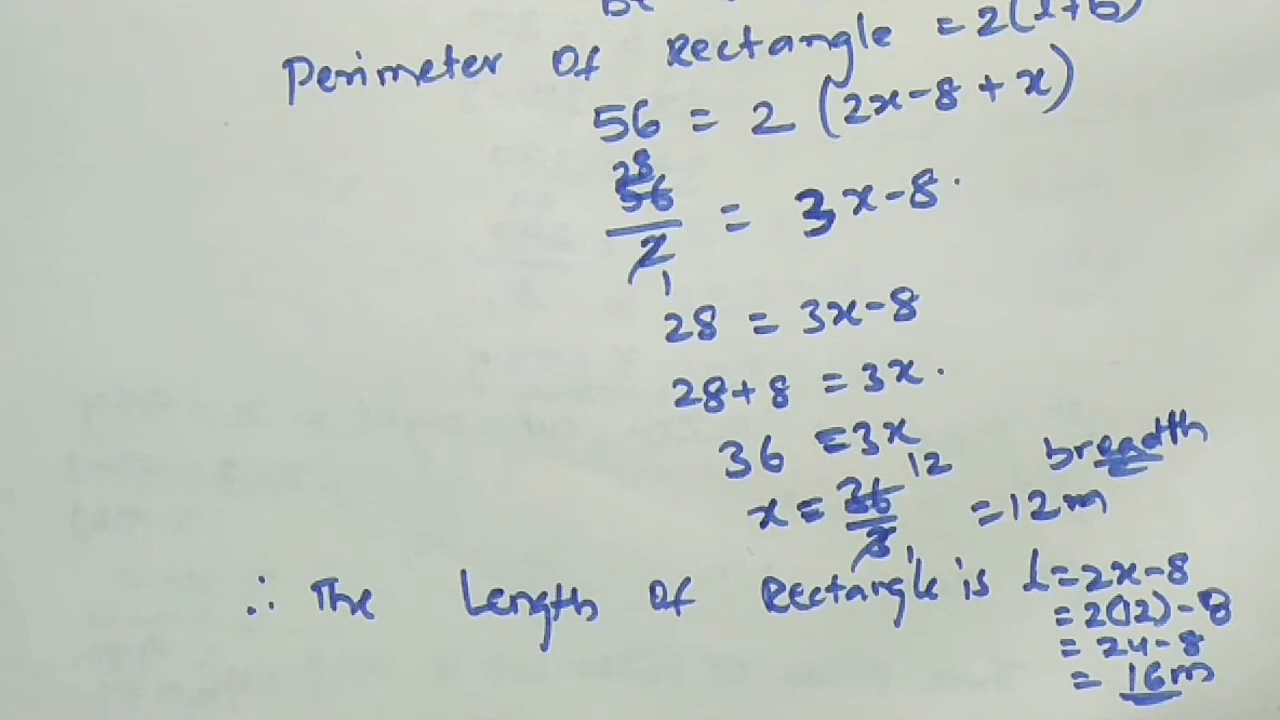 be
Perimeter of Rectangle = 2(l+b)
56 = 2 (2x-8+x)
28
56/2 = 3x-8.
1
28 = 3x-8
28+8 = 3x.
36 = 3x
breadth
x = 36/3 12 = 12m
1
∴ The Length of Rectangle is l=2x-8
= 2(12)-8
= 24-8
= 16m